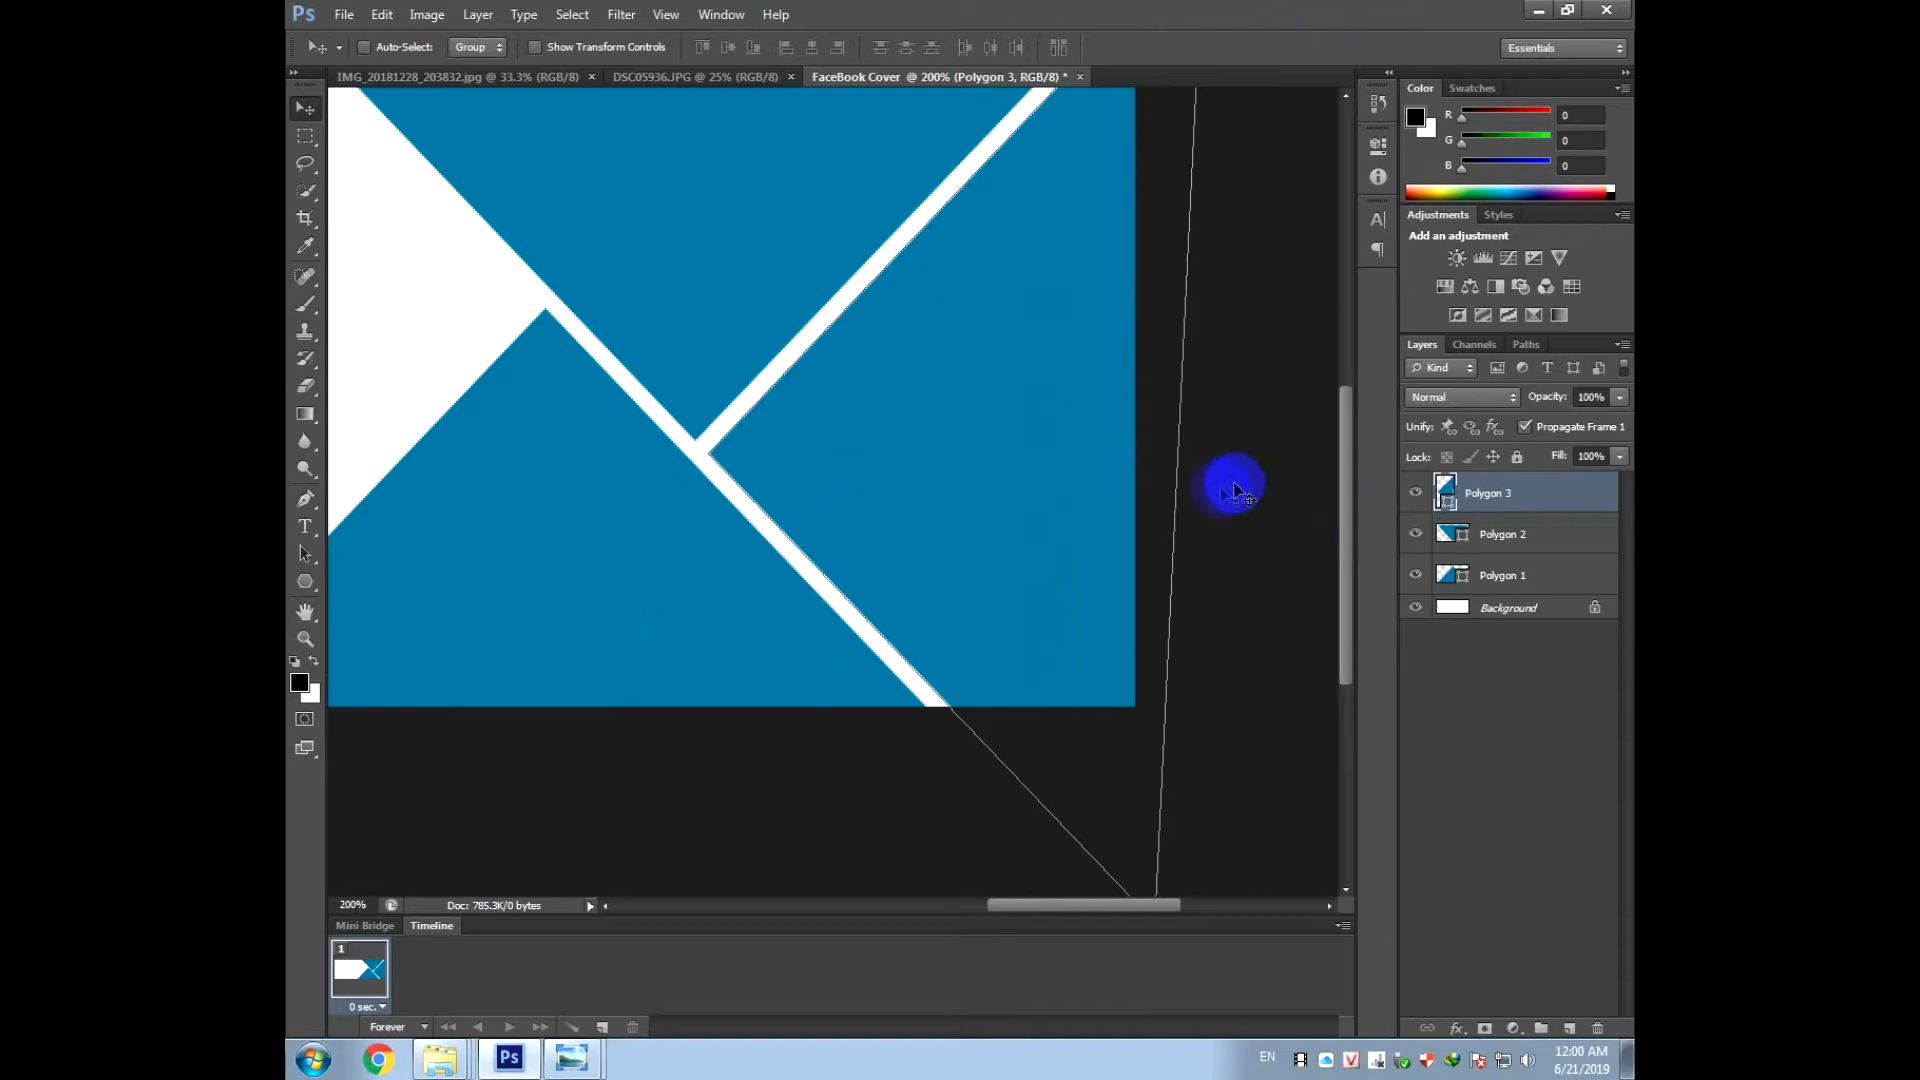 Ps File Edit Image Layer Type Select Filter View Window Help
Auto-Select: Group Show Transform Controls Essentials
IMG_20181228_203832.jpg @ 33.3% (RGB/8) × DSC05936.JPG @ 25% (RGB/8) × FaceBook Cover @ 200% (Polygon 3, RGB/8) * ×
Color Swatches
R 0
G 0
B 0
Adjustments Styles
Add an adjustment
Layers Channels Paths
Kind
Normal Opacity: 100%
Unify: Propagate Frame 1
Lock: Fill: 100%
Polygon 3
Polygon 2
Polygon 1
Background
200% Doc: 785.3K/0 bytes
Mini Bridge Timeline
1
0 sec.
Forever
Ps EN 12:00 AM
6/21/2019